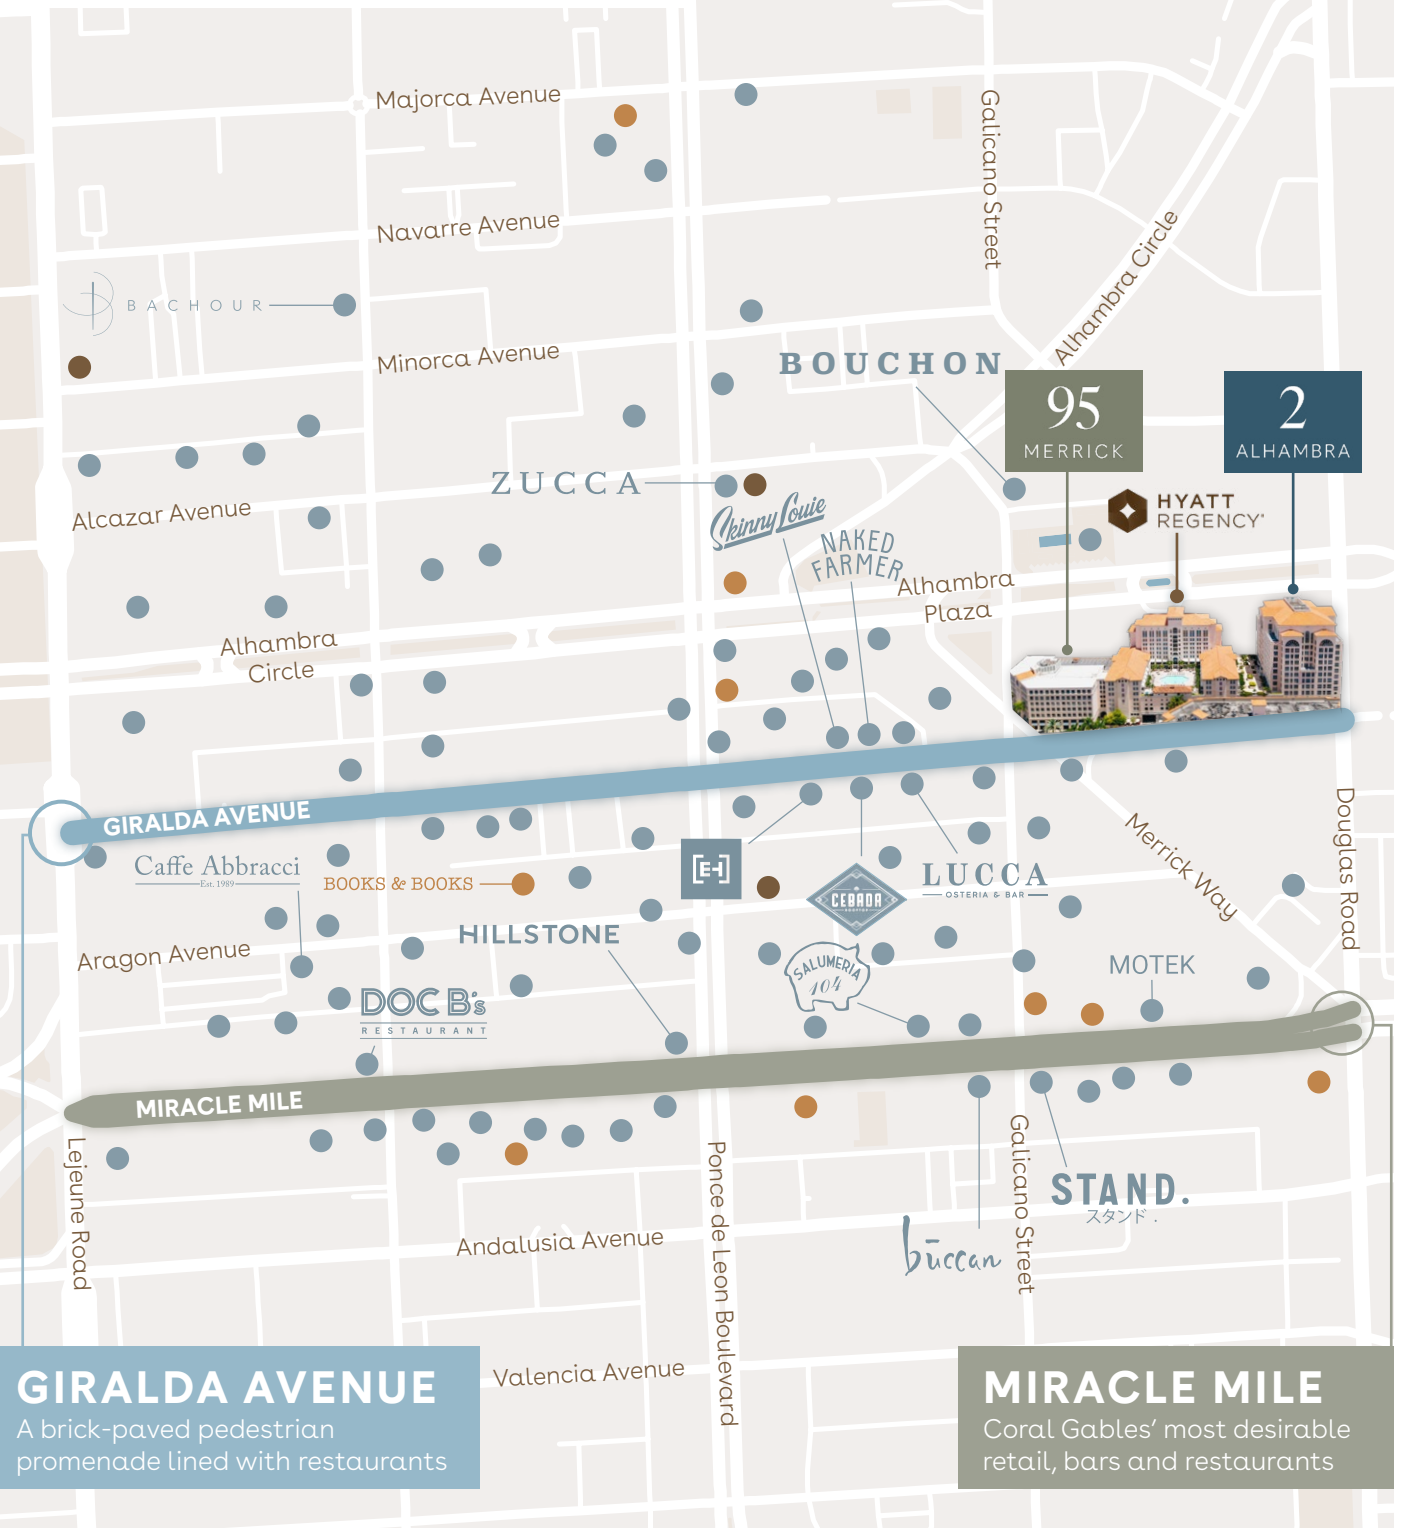 Majorca Avenue
Galicano Street
Navarre Avenue
Alhambra Circle
BACHOUR
Minorca Avenue
BOUCHON
95
MERRICK
2
ALHAMBRA
ZUCCA
Skinny Louie
HYATT
REGENCY
Alcazar Avenue
NAKED
FARMER
Alhambra
Plaza
Alhambra
Circle
GIRALDA AVENUE
Douglas Road
Merrick Way
Caffe Abbracci
Est. 1989
BOOKS & BOOKS
EH
CEBADA
ROOFTOP
LUCCA
OSTERIA & BAR
HILLSTONE
Aragon Avenue
SALUMERIA
104
MOTEK
DOC B's
RESTAURANT
MIRACLE MILE
Lejeune Road
Ponce de Leon Boulevard
Galicano Street
STAND.
スタンド.
būccan
Andalusia Avenue
Valencia Avenue
GIRALDA AVENUE
A brick-paved pedestrian
promenade lined with restaurants
MIRACLE MILE
Coral Gables' most desirable
retail, bars and restaurants